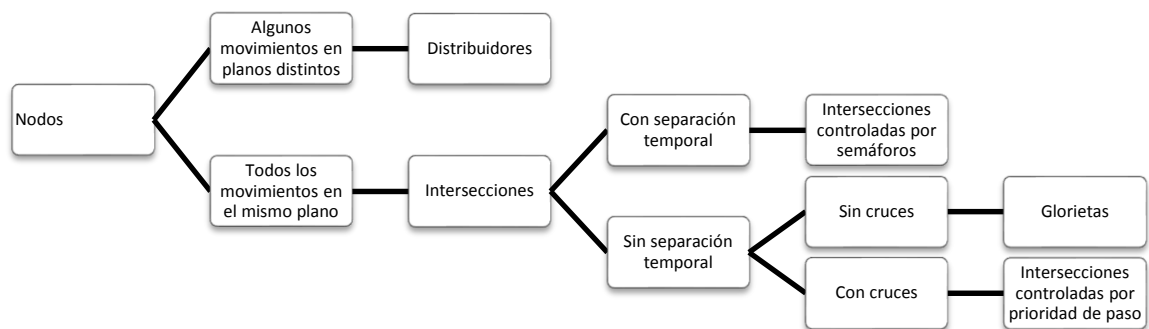 Algunos
movimientos en
planos distintos
Distribuidores
Nodos
Todos los
movimientos en
el mismo plano
Intersecciones
Con separación
temporal
Intersecciones
controladas por
semáforos
Sin separación
temporal
Sin cruces
Glorietas
Con cruces
Intersecciones
controladas por
prioridad de paso